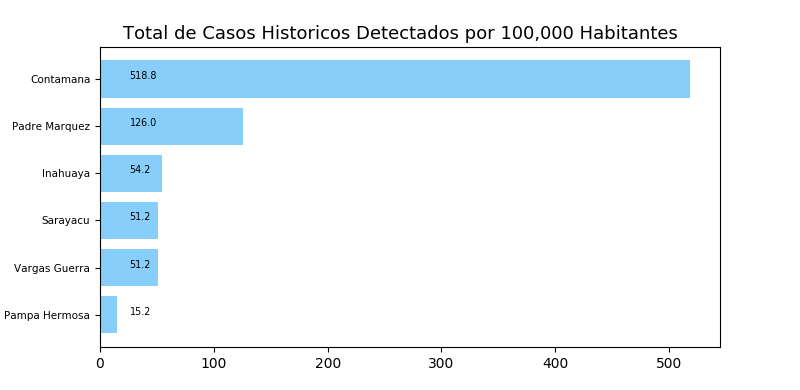 Total de Casos Historicos Detectados por 100,000 Habitantes
Contamana 518.8
Padre Marquez 126.0
Inahuaya 54.2
Sarayacu 51.2
Vargas Guerra 51.2
Pampa Hermosa 15.2
0 100 200 300 400 500